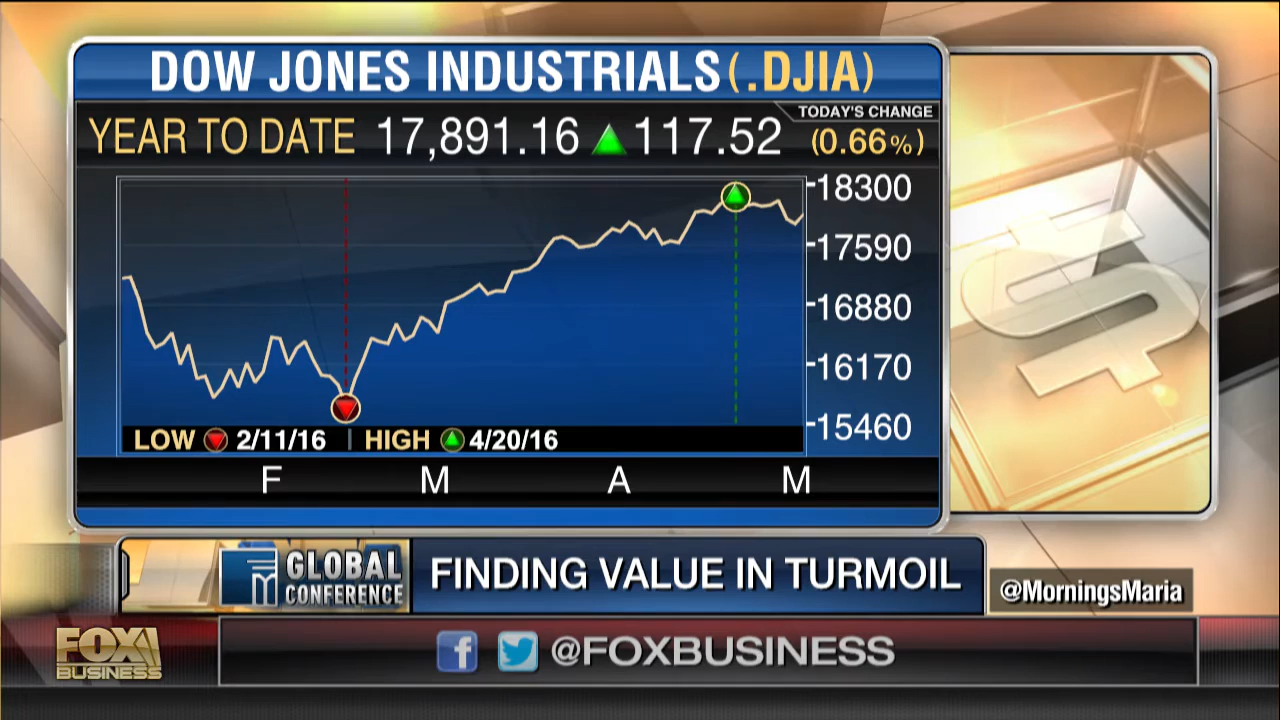 DOW JONES INDUSTRIALS (.DJIA)
TODAY'S CHANGE
YEAR TO DATE 17,891.16 117.52 (0.66%)
18300
17590
16880
16170
15460
LOW 2/11/16 | HIGH 4/20/16
F M A M
GLOBAL CONFERENCE
FINDING VALUE IN TURMOIL
@MorningsMaria
FOX BUSINESS
@FOXBUSINESS